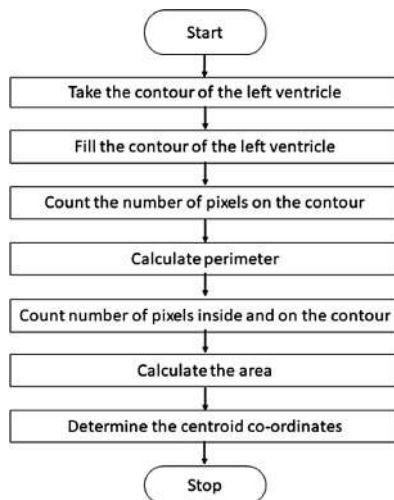 Start
Take the contour of the left ventricle
Fill the contour of the left ventricle
Count the number of pixels on the contour
Calculate perimeter
Count number of pixels inside and on the contour
Calculate the area
Determine the centroid co-ordinates
Stop